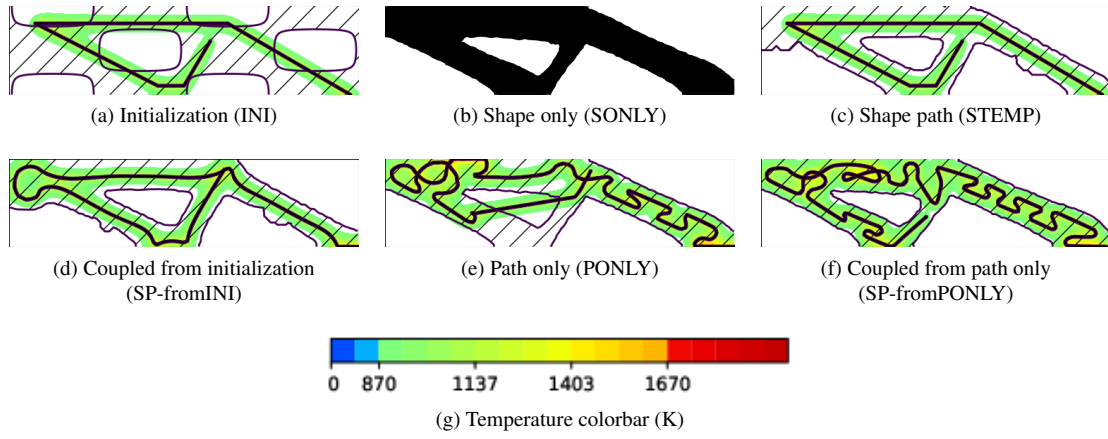 (a) Initialization (INI)
(b) Shape only (SONLY)
(c) Shape path (STEMP)
(d) Coupled from initialization
(SP-fromINI)
(e) Path only (PONLY)
(f) Coupled from path only
(SP-fromPONLY)
0 870 1137 1403 1670
(g) Temperature colorbar (K)